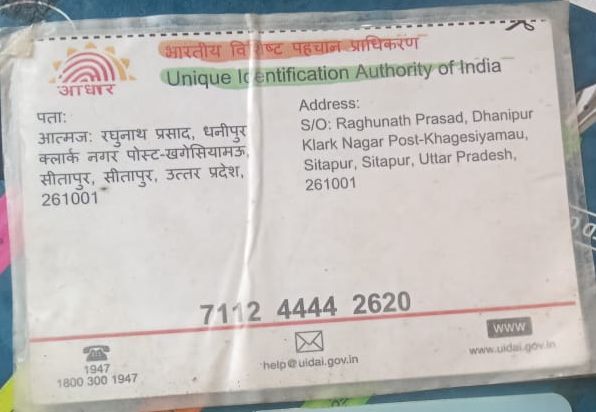 भारतीय विशिष्ट पहचान प्राधिकरण
Unique Identification Authority of India
आधार
पता:
आत्मज: रघुनाथ प्रसाद, धनीपुर
क्लार्क नगर पोस्ट-खगेसियामऊ,
सीतापुर, सीतापुर, उत्तर प्रदेश,
261001
Address:
S/O: Raghunath Prasad, Dhanipur
Klark Nagar Post-Khagesiyamau,
Sitapur, Sitapur, Uttar Pradesh,
261001
7112 4444 2620
1947
1800 300 1947
help@uidai.gov.in
www
www.uidai.gov.in